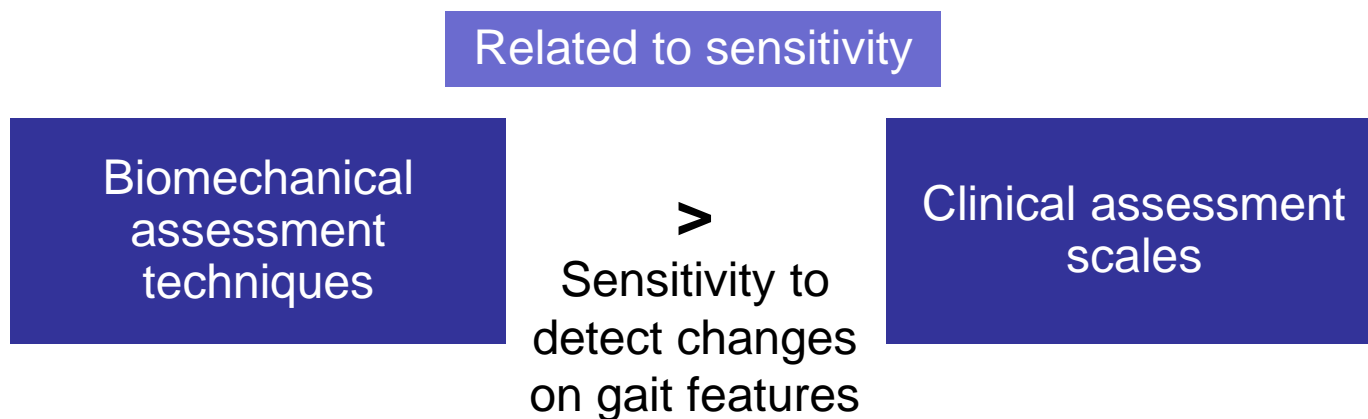 Related to sensitivity
Biomechanical
assessment
techniques
>
Sensitivity to
detect changes
on gait features
Clinical assessment
scales